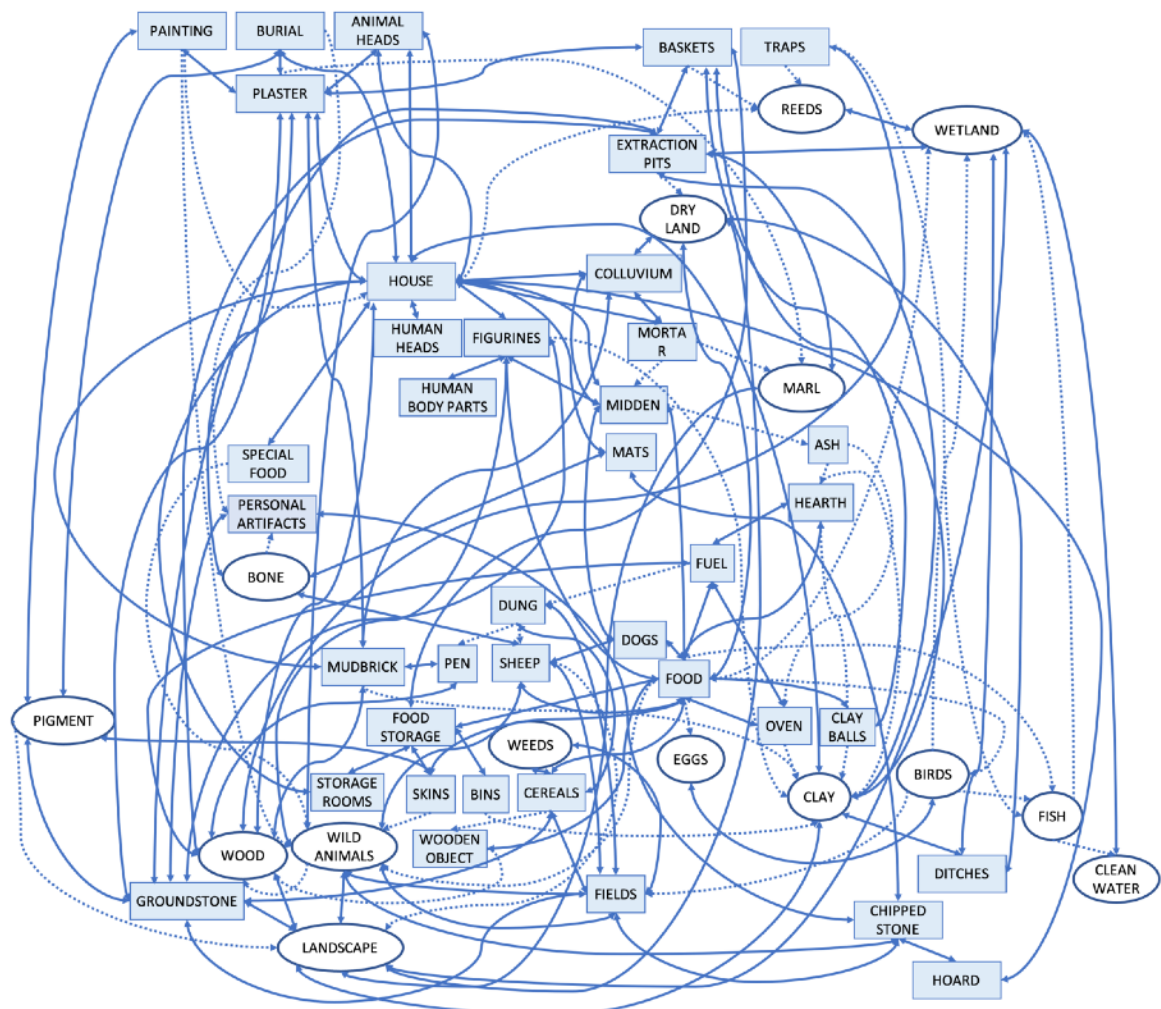 PAINTING
BURIAL
ANIMAL
HEADS
BASKETS
TRAPS
PLASTER
REEDS
WETLAND
EXTRACTION
PITS
DRY
LAND
HOUSE
COLLUVIUM
HUMAN
HEADS
FIGURINES
MORTA
R
HUMAN
BODY PARTS
MIDDEN
MARL
SPECIAL
FOOD
MATS
ASH
PERSONAL
ARTIFACTS
HEARTH
BONE
FUEL
DUNG
DOGS
MUDBRICK
PEN
SHEEP
FOOD
PIGMENT
FOOD
STORAGE
WEEDS
EGGS
OVEN
CLAY
BALLS
BIRDS
STORAGE
ROOMS
SKINS
BINS
CEREALS
CLAY
FISH
WOOD
WILD
ANIMALS
WOODEN
OBJECT
DITCHES
CLEAN
WATER
GROUNDSTONE
FIELDS
CHIPPED
STONE
LANDSCAPE
HOARD